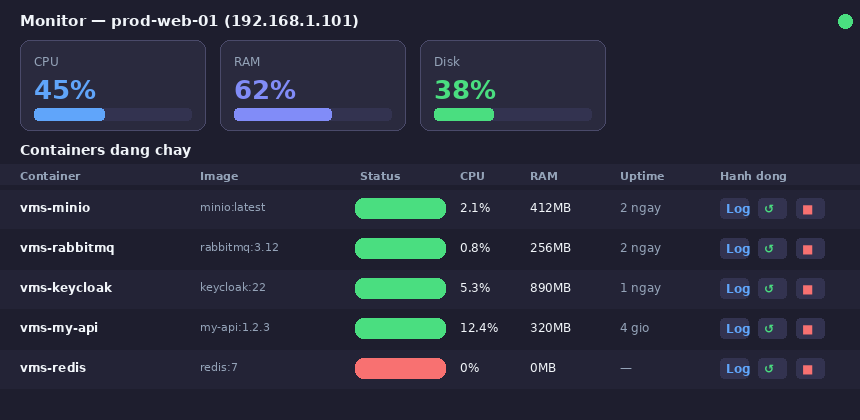 Monitor — prod-web-01 (192.168.1.101)
CPU RAM Disk
45% 62% 38%
Containers dang chay
Container Image Status CPU RAM Uptime Hanh dong
vms-minio minio:latest 2.1% 412MB 2 ngay Log ↺ ■
vms-rabbitmq rabbitmq:3.12 0.8% 256MB 2 ngay Log ↺ ■
vms-keycloak keycloak:22 5.3% 890MB 1 ngay Log ↺ ■
vms-my-api my-api:1.2.3 12.4% 320MB 4 gio Log ↺ ■
vms-redis redis:7 0% 0MB — Log ↺ ■